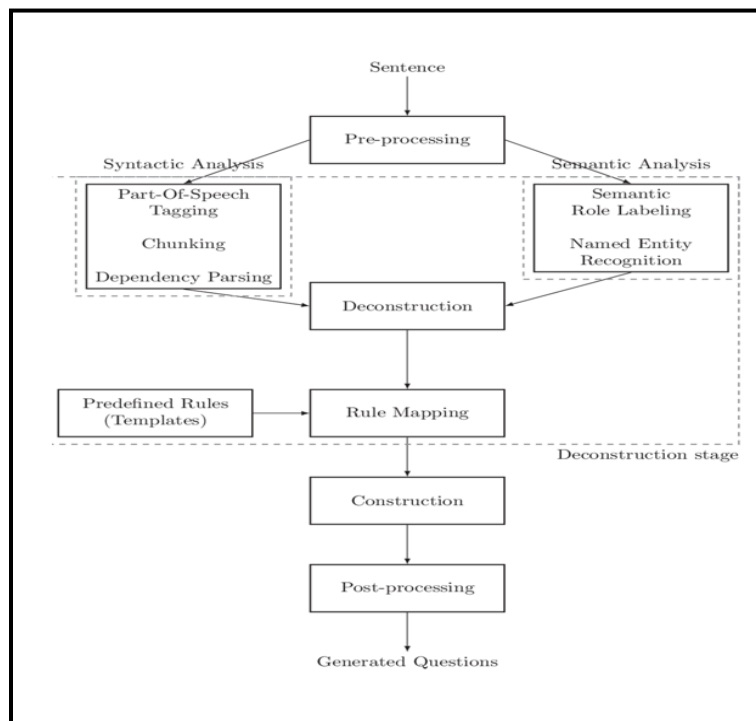 Sentence
Pre-processing
Syntactic Analysis
Semantic Analysis
Part-Of-Speech
Tagging
Chunking
Dependency Parsing
Semantic
Role Labeling
Named Entity
Recognition
Deconstruction
Predefined Rules
(Templates)
Rule Mapping
Deconstruction stage
Construction
Post-processing
Generated Questions